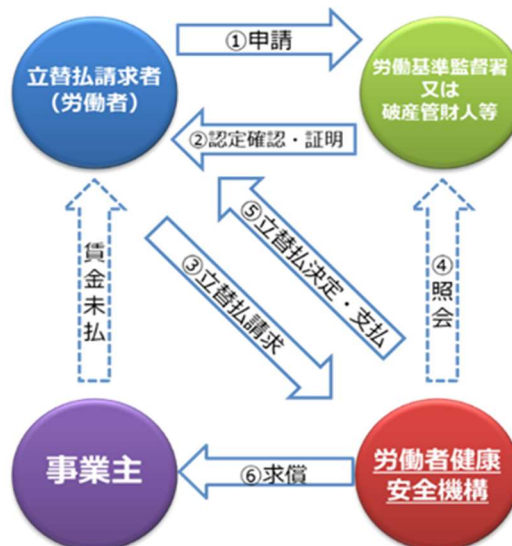 ①申請
立替払請求者
(労働者)
労働基準監督署
又は
破産管財人等
②認定確認・証明
賃金未払
③立替払請求
⑤立替払決定・支払
④照会
事業主
⑥求償
労働者健康
安全機構